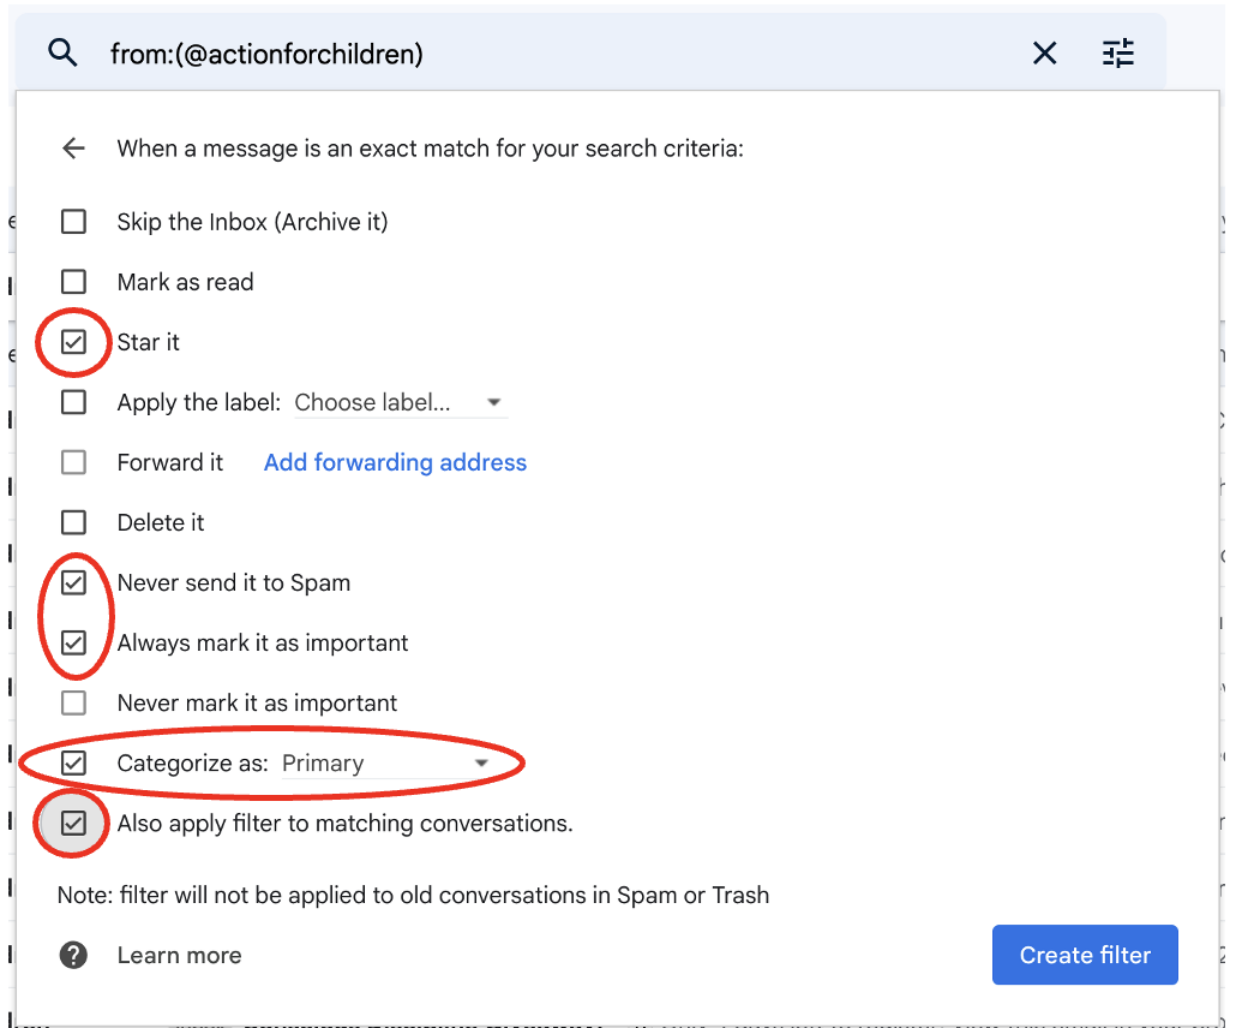 from:(@actionforchildren)
When a message is an exact match for your search criteria:
Skip the Inbox (Archive it)
Mark as read
Star it
Apply the label: Choose label...
Forward it Add forwarding address
Delete it
Never send it to Spam
Always mark it as important
Never mark it as important
Categorize as: Primary
Also apply filter to matching conversations.
Note: filter will not be applied to old conversations in Spam or Trash
? Learn more
Create filter